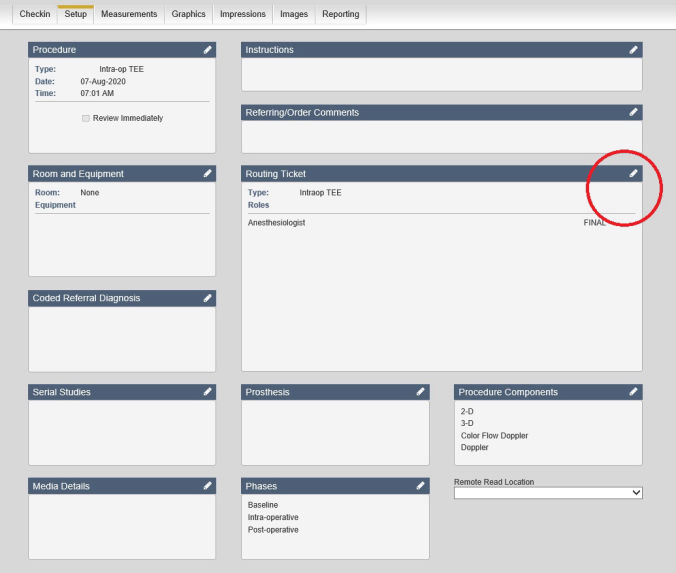 Checkin Setup Measurements Graphics Impressions Images Reporting
Procedure
Type: Intra-op TEE
Date: 07-Aug-2020
Time: 07:01 AM
Review Immediately
Instructions
Referring/Order Comments
Room and Equipment
Room: None
Equipment
Routing Ticket
Type: Intraop TEE
Roles
Anesthesiologist FINAL
Coded Referral Diagnosis
Serial Studies
Prosthesis
Procedure Components
2-D
3-D
Color Flow Doppler
Doppler
Media Details
Phases
Baseline
Intra-operative
Post-operative
Remote Read Location